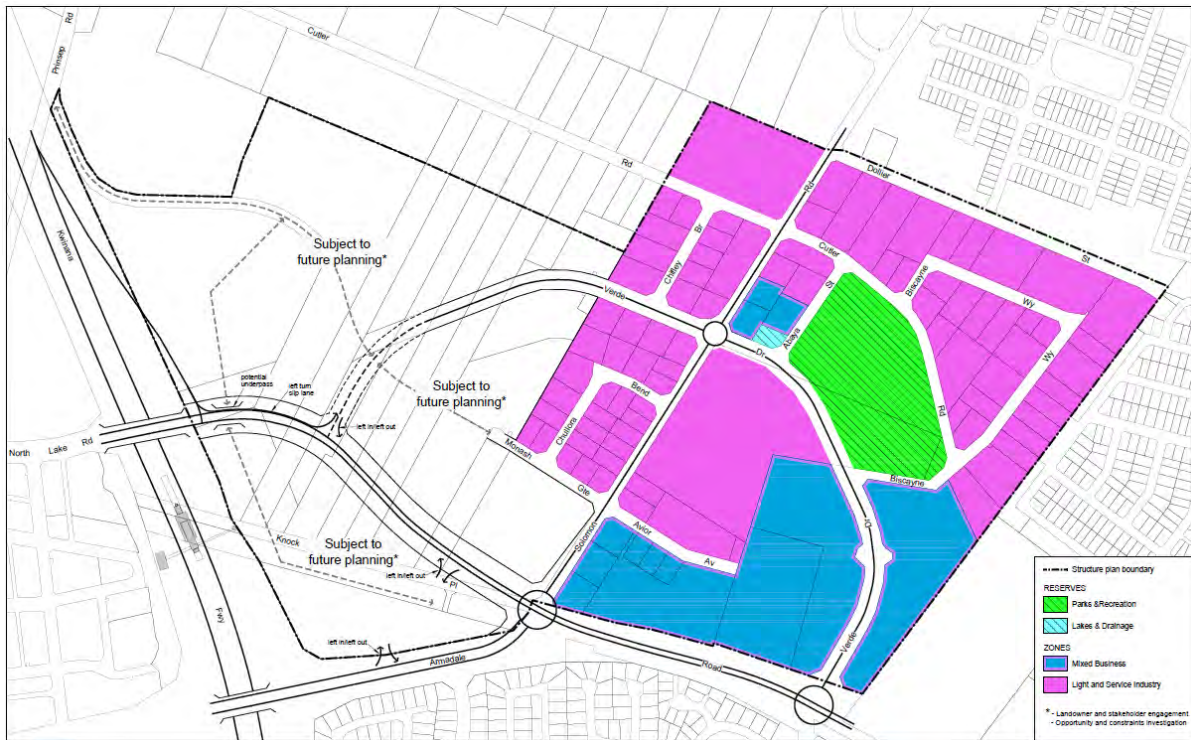 Prinsep
Rd
Cutler
Rd
Rd
Dollier
St
Kwinana
Subject to
future planning*
Chilley
Br
Cutler
St
Biscayne
Wy
Wy
Verde
Abaya
Dr
Rd
potential
underpass
left turn
slip lane
left in/left out
Subject to
future planning*
Bend
Chullora
Monash
Gte
Biscayne
North Lake Rd
Solomon
Avior
Av
Dr
Knock
Pl
Subject to
future planning*
left in/left out
Fwy
left in/left out
Armadale
Road
Verde
Structure plan boundary
RESERVES
Parks &Recreation
Lakes & Drainage
ZONES
Mixed Business
Light and Service Industry
* - Landowner and stakeholder engagement
- Opportunity and constraints investigation